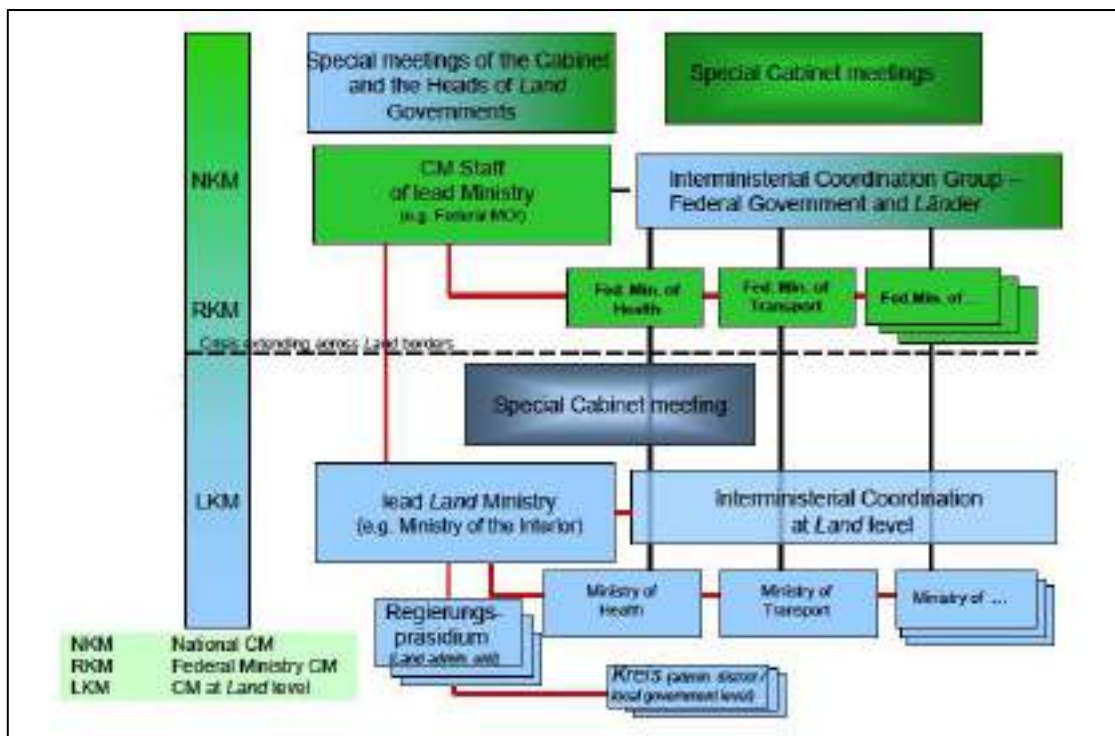 Special meetings of the Cabinet
and the Heads of Land
Governments
Special Cabinet meetings
NKM
CM Staff
of lead Ministry
(e.g. Federal MOI)
Interministerial Coordination Group –
Federal Government and Länder
RKM
Fed. Min. of
Health
Fed. Min. of
Transport
Fed.Min. of ...
Crisis extending across Land borders
Special Cabinet meeting
LKM
lead Land Ministry
(e.g. Ministry of the Interior)
Interministerial Coordination
at Land level
Ministry of
Health
Ministry of
Transport
Ministry of ...
Regierungs-
präsidium
(Land admin. unit)
Kreis (admin. district /
local government level)
NKM National CM
RKM Federal Ministry CM
LKM CM at Land level